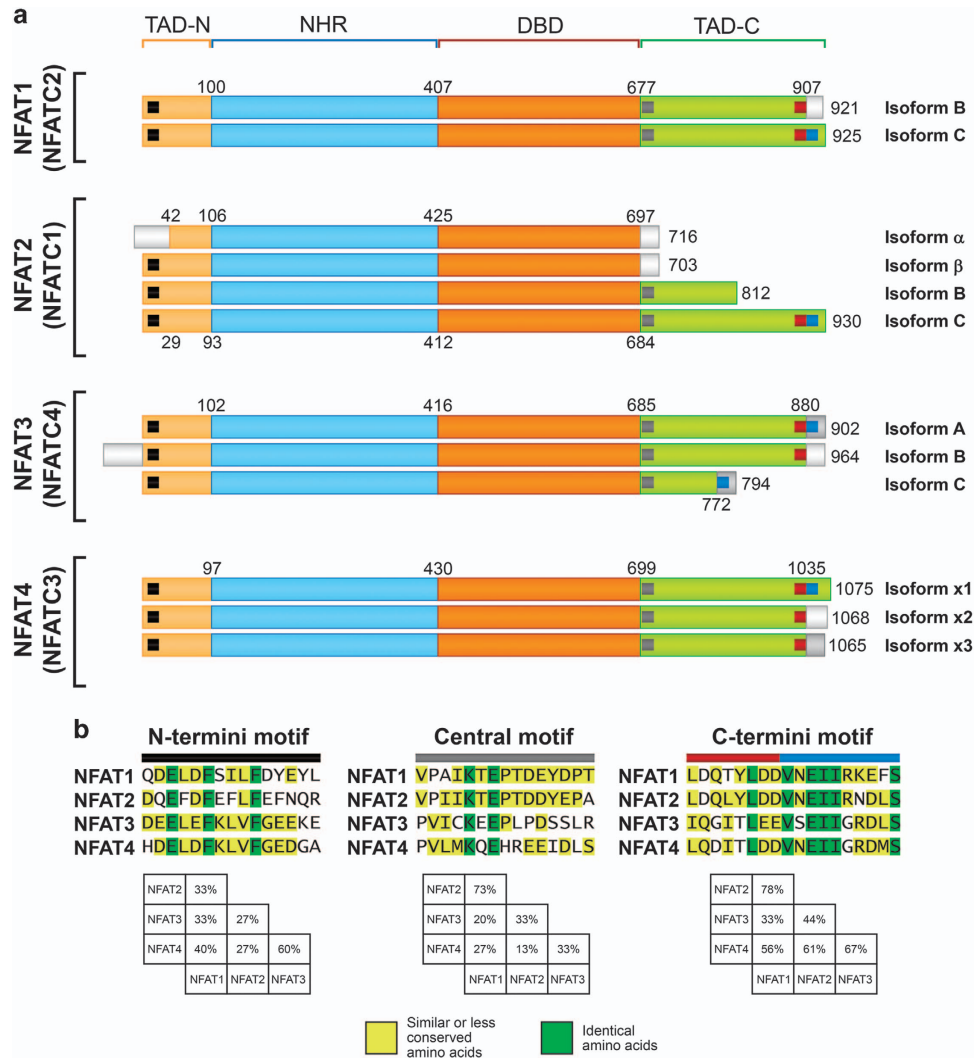 a
TAD-N NHR DBD TAD-C
NFAT1
(NFATC2)
100 407 677 907
921 Isoform B
925 Isoform C
NFAT2
(NFATC1)
42 106 425 697
716 Isoform α
703 Isoform β
812 Isoform B
930 Isoform C
29 93 412 684
NFAT3
(NFATC4)
102 416 685 880
902 Isoform A
964 Isoform B
794 Isoform C
772
NFAT4
(NFATC3)
97 430 699 1035
1075 Isoform x1
1068 Isoform x2
1065 Isoform x3
b
N-termini motif
NFAT1 QDELDFSILFDYEYL
NFAT2 DQEFDFEFLFEFNQR
NFAT3 DEELEFKLVFGEEKE
NFAT4 HDELDFKLVFGEDGA
NFAT2 33%
NFAT3 33% 27%
NFAT4 40% 27% 60%
NFAT1 NFAT2 NFAT3
Central motif
NFAT1 VPAIKTEPTDEYDPT
NFAT2 VPIIKTEPTDDYEPA
NFAT3 PVICKEEPLPDSSLR
NFAT4 PVLMKQEHREEIDLS
NFAT2 73%
NFAT3 20% 33%
NFAT4 27% 13% 33%
NFAT1 NFAT2 NFAT3
C-termini motif
NFAT1 LDQTYLDDVNEIIRKEFS
NFAT2 LDQLYLDDVNEIIRNDLS
NFAT3 IQGITLEEVSEIIGRDLS
NFAT4 LQDITLDDVNEIIGRDMS
NFAT2 78%
NFAT3 33% 44%
NFAT4 56% 61% 67%
NFAT1 NFAT2 NFAT3
Similar or less
conserved
amino acids
Identical
amino acids